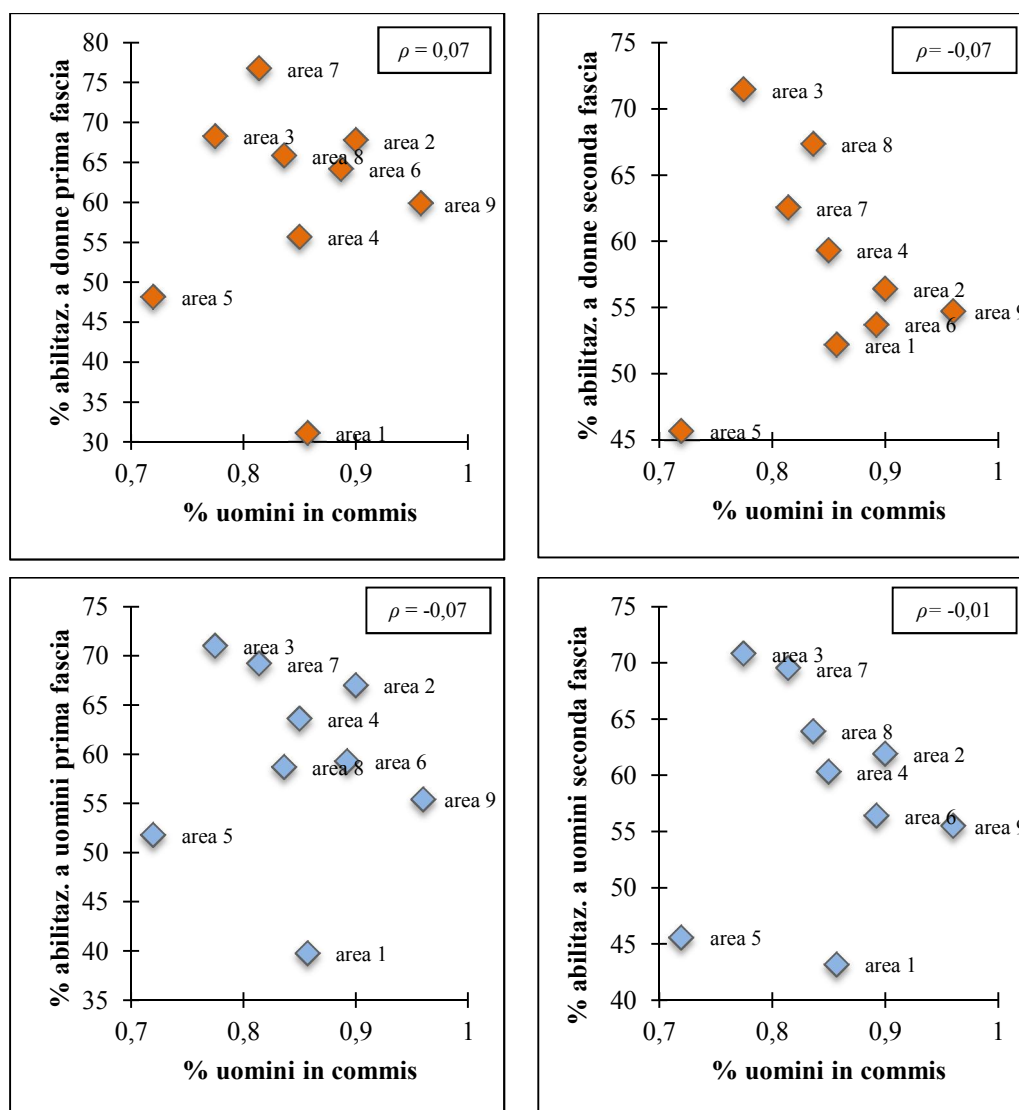 ρ = 0,07
% abilitaz. a donne prima fascia
80
75
70
65
60
55
50
45
40
35
30
area 7
area 3
area 2
area 8
area 6
area 9
area 4
area 5
area 1
0,7 0,8 0,9 1
% uomini in commis
ρ= -0,07
% abilitaz. a donne seconda fascia
75
70
65
60
55
50
45
area 3
area 8
area 7
area 4
area 2
area 9
area 6
area 1
area 5
0,7 0,8 0,9 1
% uomini in commis
ρ = -0,07
% abilitaz. a uomini prima fascia
75
70
65
60
55
50
45
40
35
area 3
area 7
area 2
area 4
area 6
area 8
area 9
area 5
area 1
0,7 0,8 0,9 1
% uomini in commis
ρ= -0,01
% abilitaz. a uomini seconda fascia
75
70
65
60
55
50
45
40
area 3
area 7
area 8
area 2
area 4
area 6
area 9
area 5
area 1
0,7 0,8 0,9 1
% uomini in commis